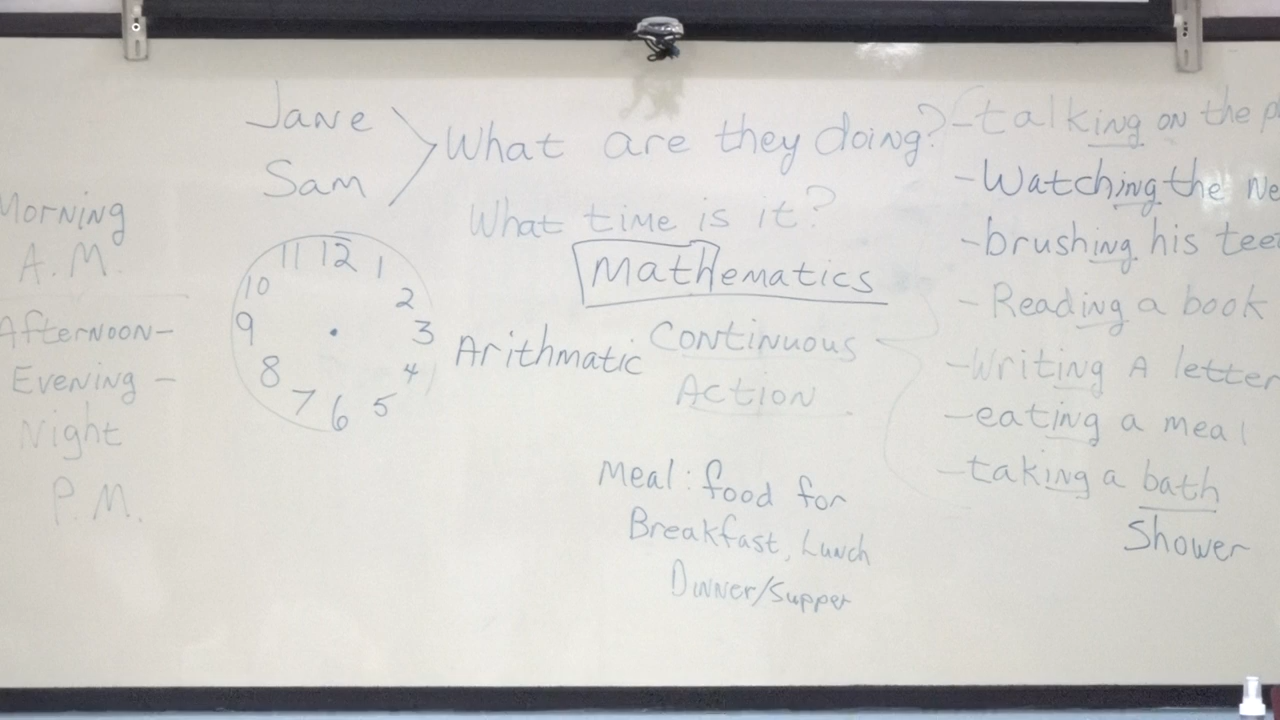 Morning
A.M.
Afternoon-
Evening -
Night
P.M.
Jane
Sam
What are they doing?
What time is it?
11 12 1
10 2
9 3
8 4
7 6 5
Mathematics
Arithmatic
Continuous
Action
Meal: food for
Breakfast, Lunch
Dinner/Supper
-talking on the
-Watching the
-brushing his
-Reading a book
-Writing A letter
-eating a meal
-taking a bath
Shower